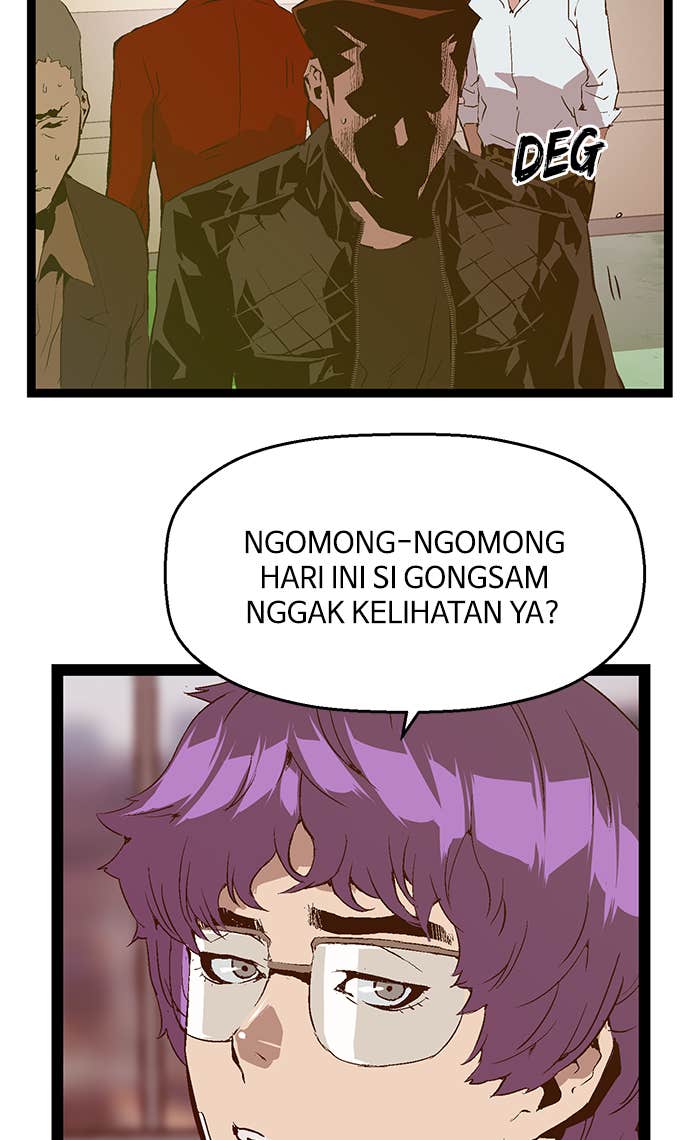 DEG
NGOMONG-NGOMONG
HARI INI SI GONGSAM
NGGAK KELIHATAN YA?